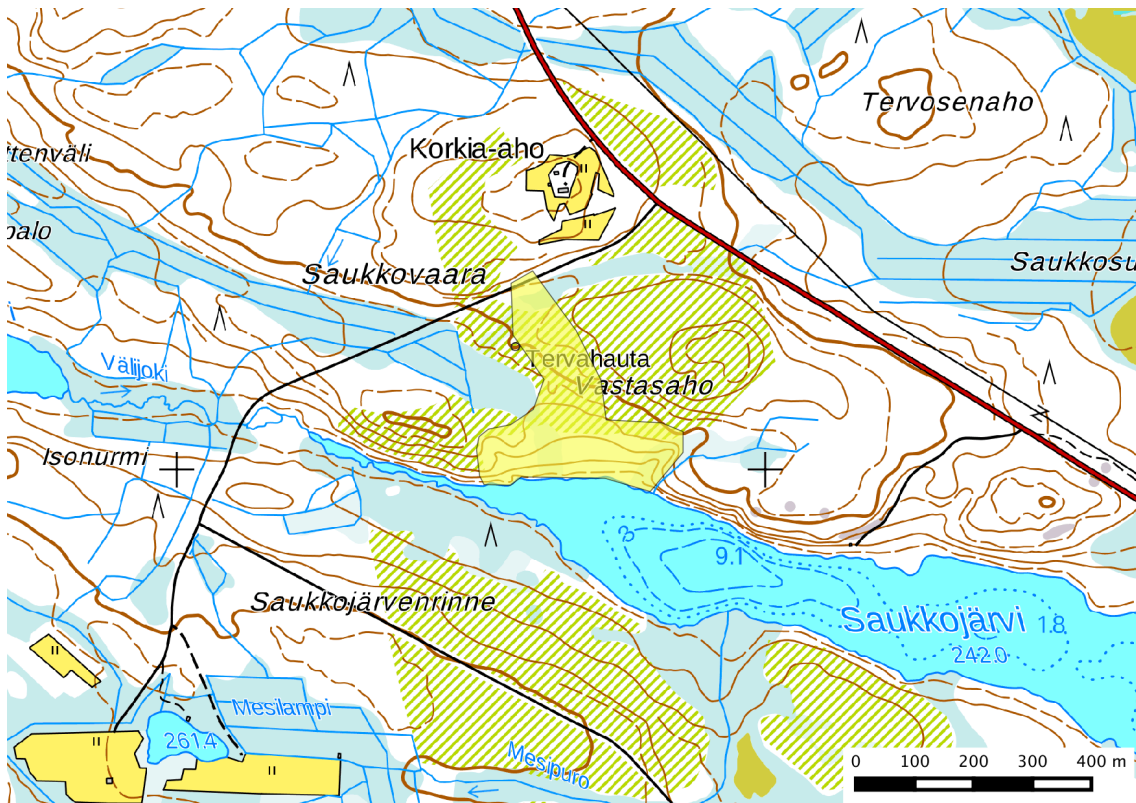 Tervosenaho
Korkia-aho
ttenväli
palo
Saukkovaara
Saukkosu
i
Välijoki
Tervahauta
Vastasaho
Isonurmi
3
9.1
Saukkojärvenrinne
Saukkojärvi
1.8
242.0
Mesilampi
261.4
Mesipuro
0 100 200 300 400 m